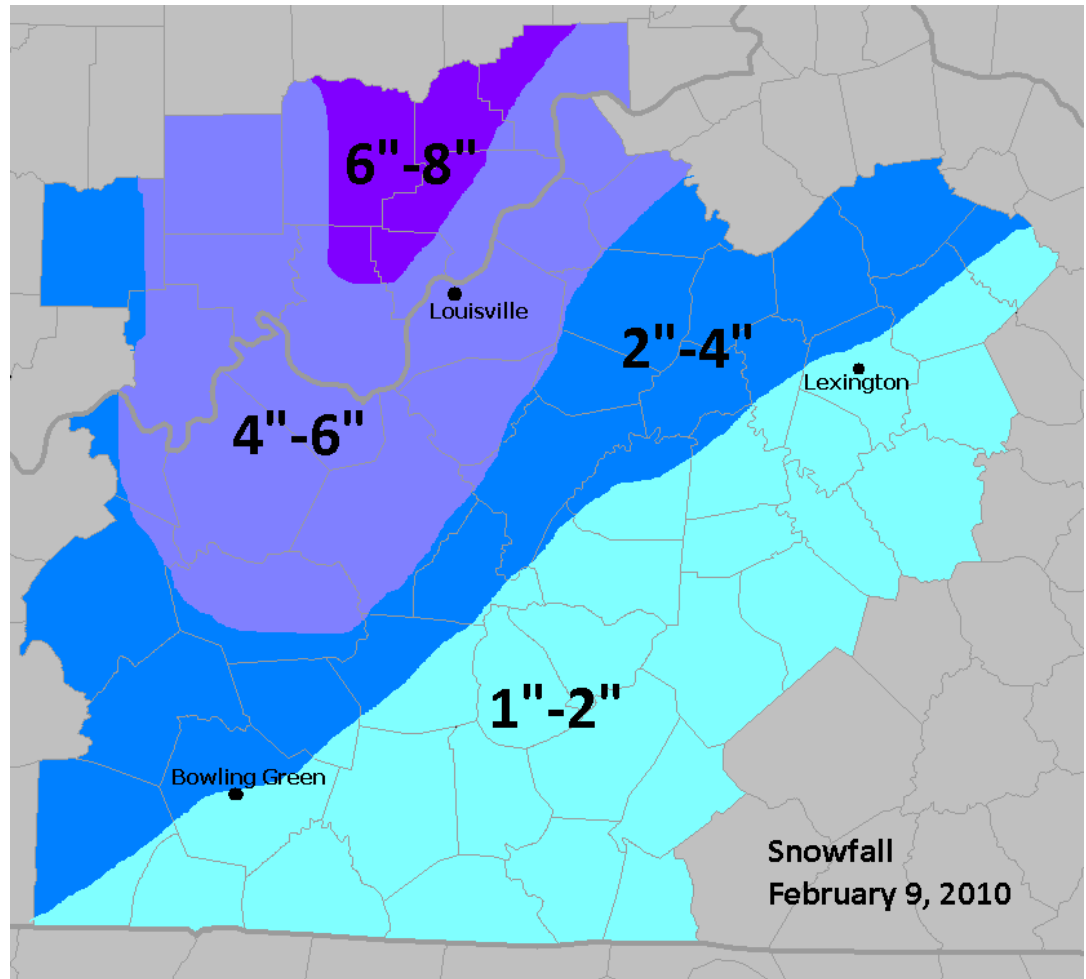 6"-8"
Louisville
2"-4"
Lexington
4"-6"
1"-2"
Bowling Green
Snowfall
February 9, 2010